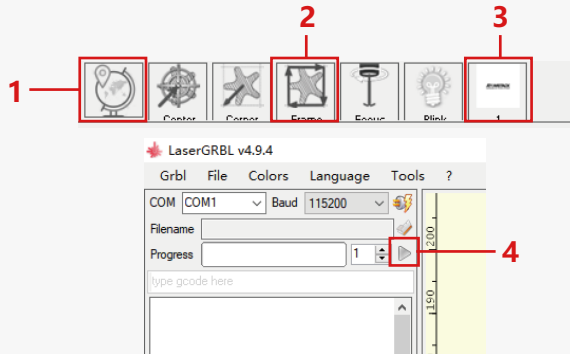 2
3
1
Center
Corner
Frame
Focus
Blink
1
LaserGRBL v4.9.4
Grbl File Colors Language Tools ?
COM COM1 Baud 115200
Filename
Progress 1
4
type gcode here
200
190